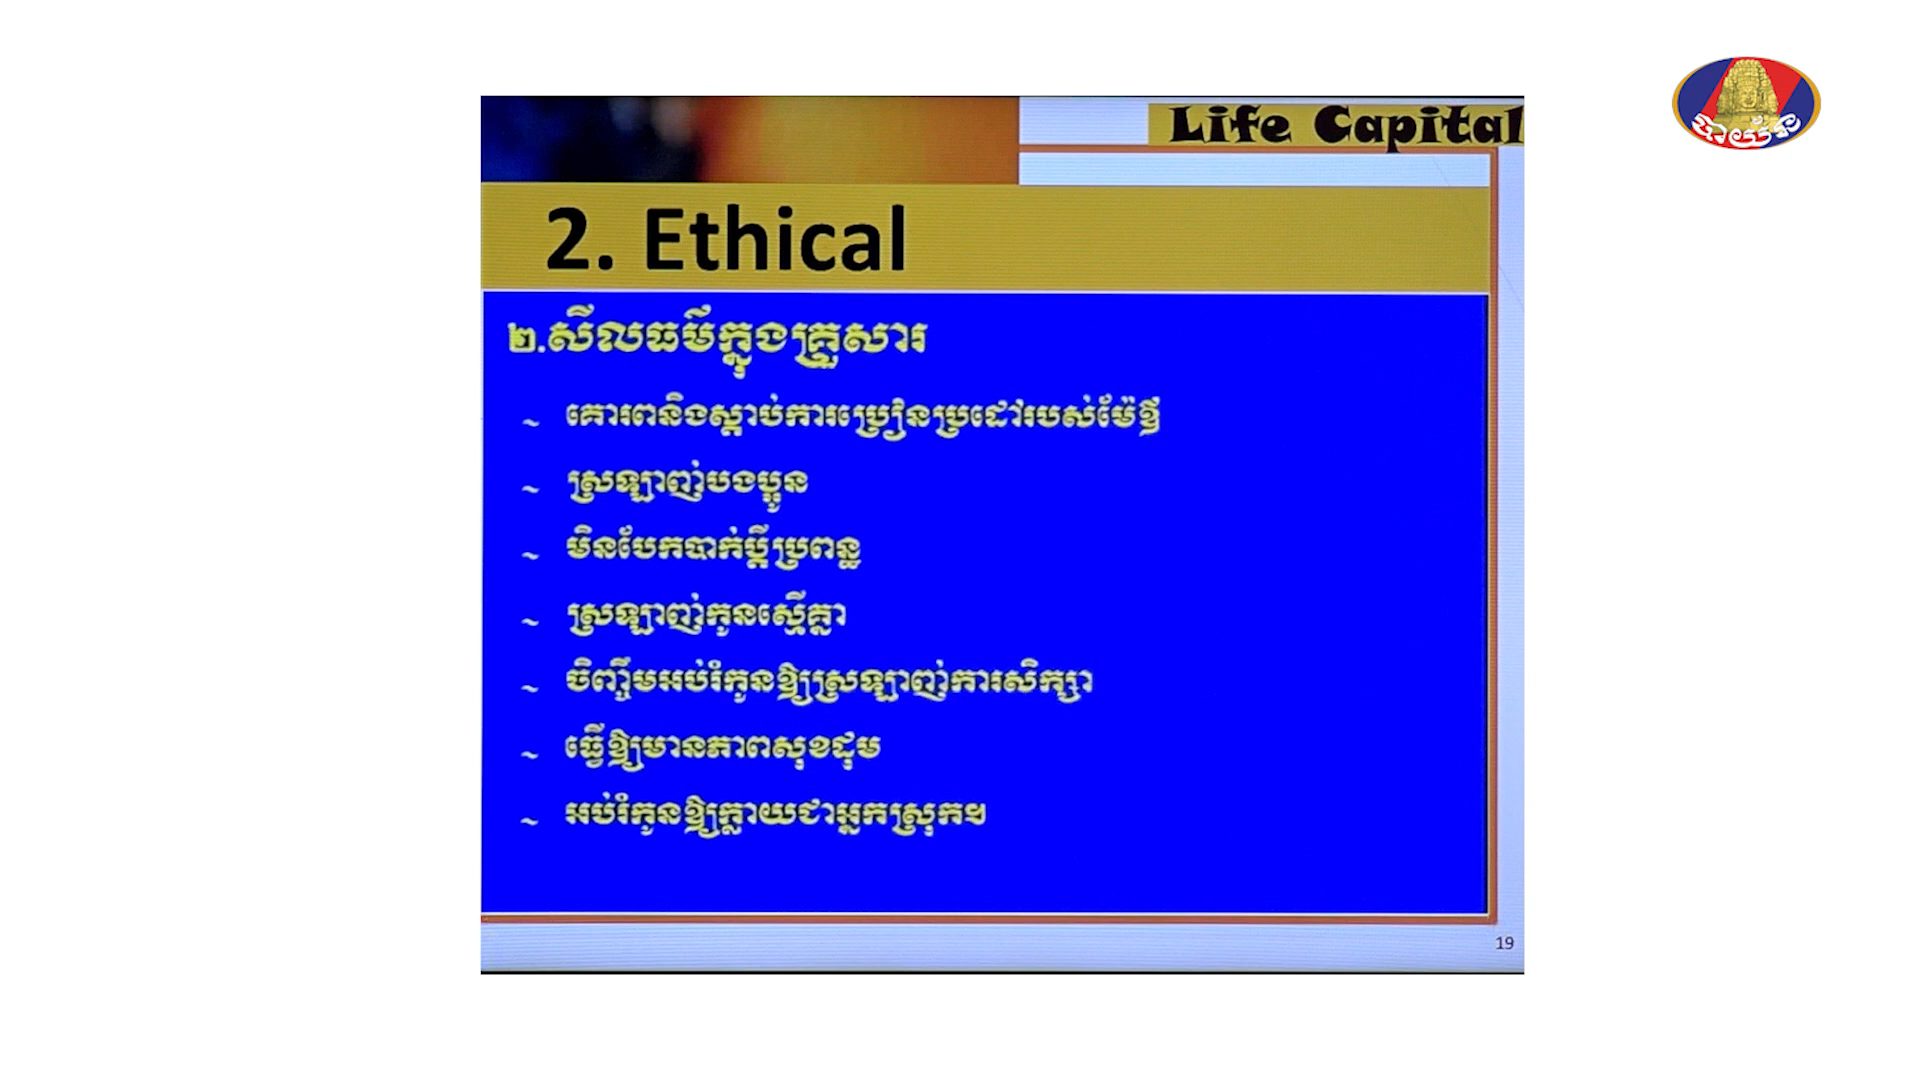 Life Capital
បាយ័ន
2. Ethical
២.សីលធម៌ក្នុងគ្រួសារ
~ គោរពនិងស្តាប់ការប្រៀនប្រដៅរបស់ម៉ែឪ
~ ស្រឡាញ់បងប្អូន
~ មិនបែកបាក់ប្តីប្រពន្ធ
~ ស្រឡាញ់កូនស្មើគ្នា
~ ចិញ្ចឹមអប់រំកូនឱ្យស្រឡាញ់ការសិក្សា
~ ធ្វើឱ្យមានភាពសុខដុម
~ អប់រំកូនឱ្យក្លាយជាអ្នកស្រុក។
19